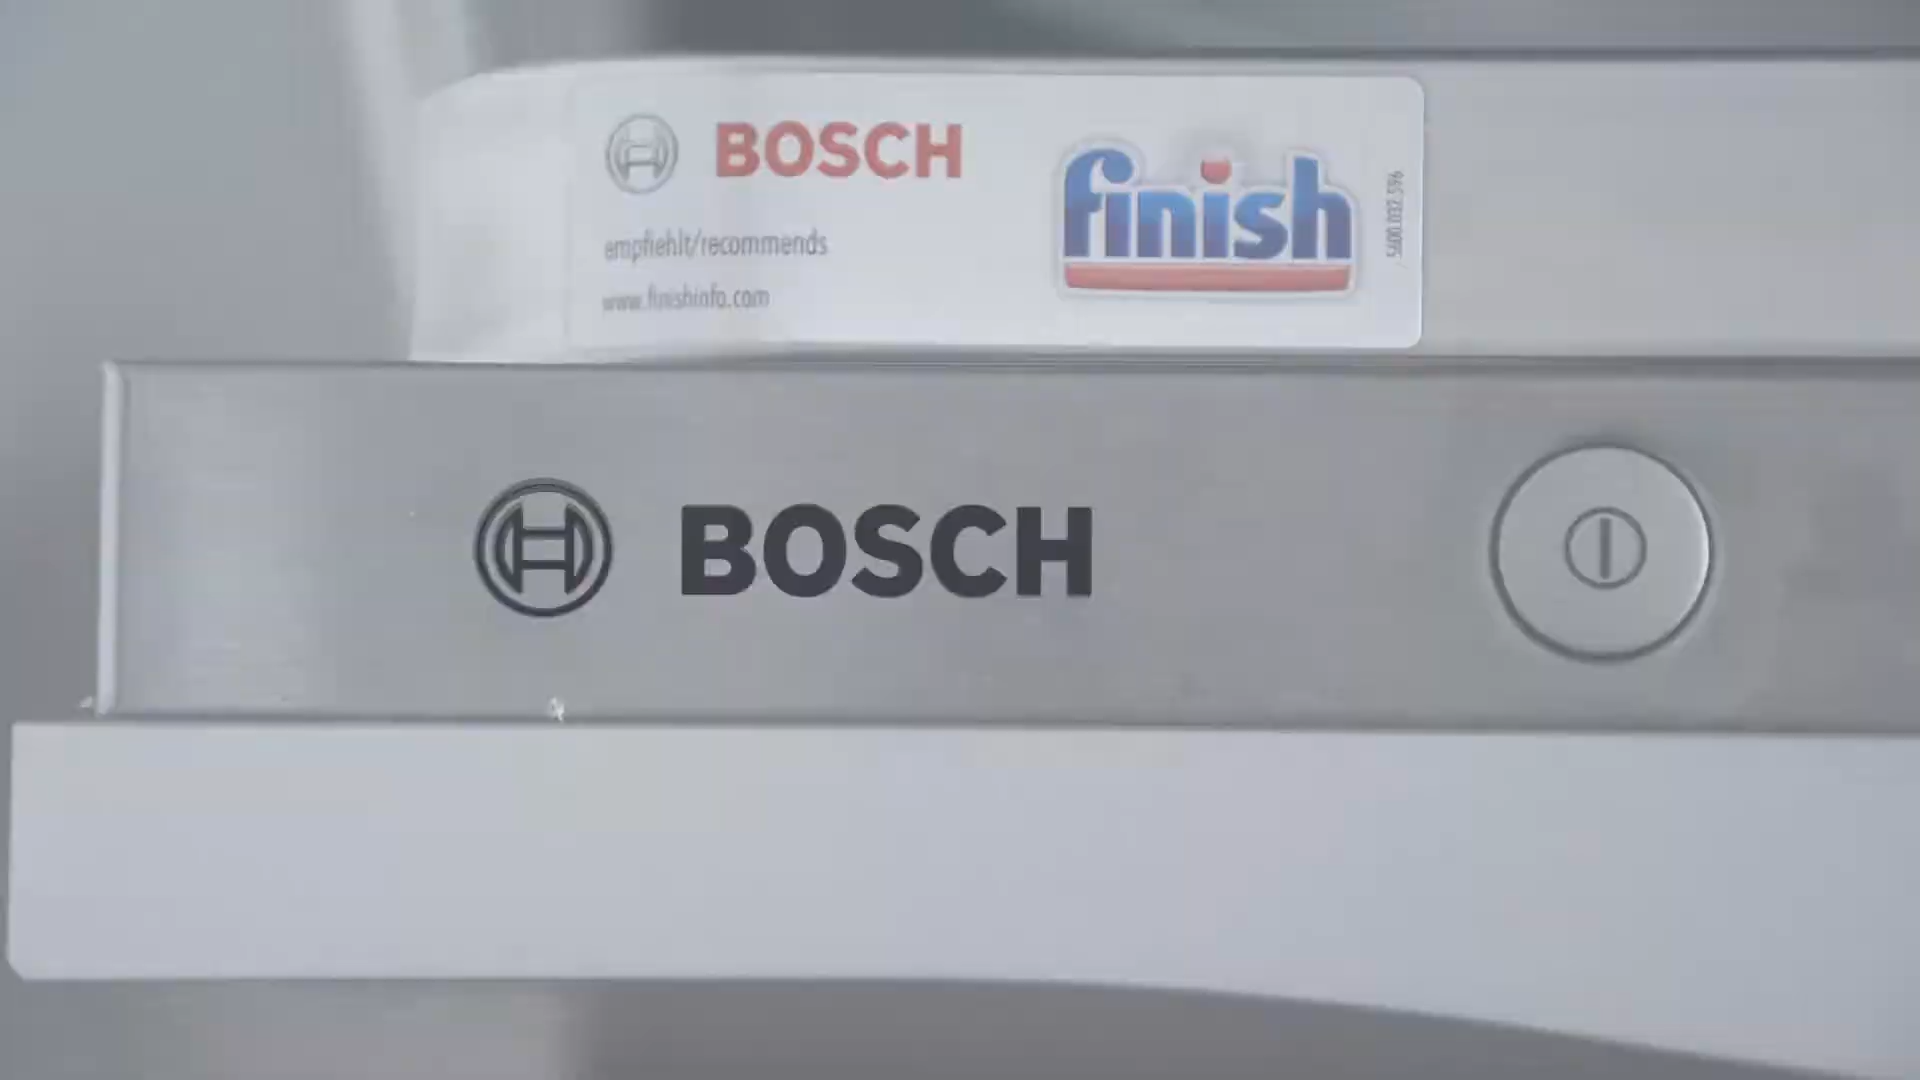 BOSCH
empfiehlt/recommends
www.finishinfo.com
finish
5600.032.596
BOSCH